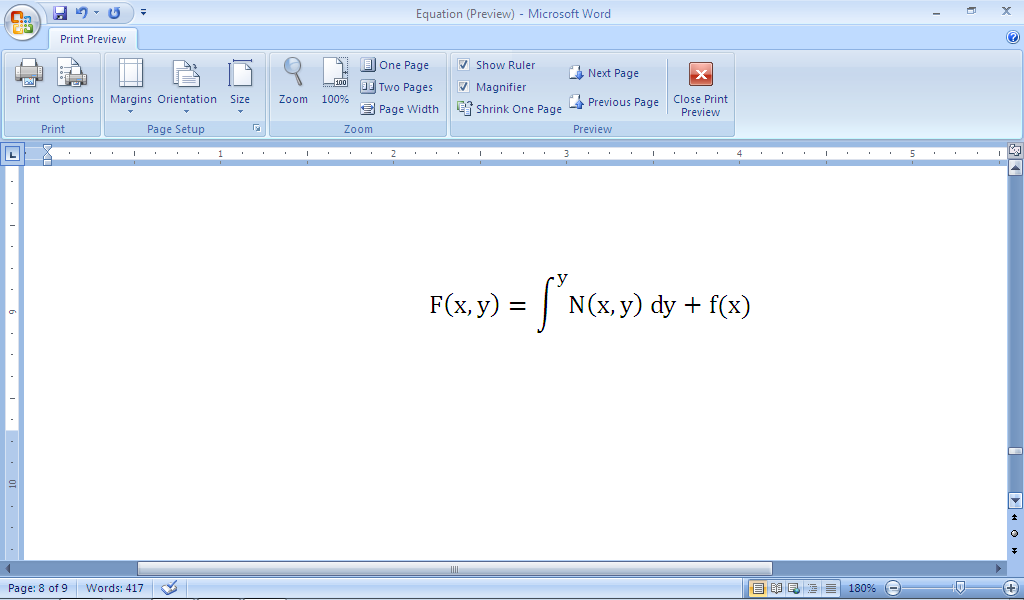 Equation (Preview) - Microsoft Word
Print Preview
Print
Options
Print
Margins
Orientation
Size
Page Setup
Zoom
100%
One Page
Two Pages
Page Width
Zoom
Show Ruler
Magnifier
Shrink One Page
Next Page
Previous Page
Close Print
Preview
Preview
1 2 3 4 5
9
10
F(x, y) = ∫^y N(x, y) dy + f(x)
Page: 8 of 9 Words: 417 180%